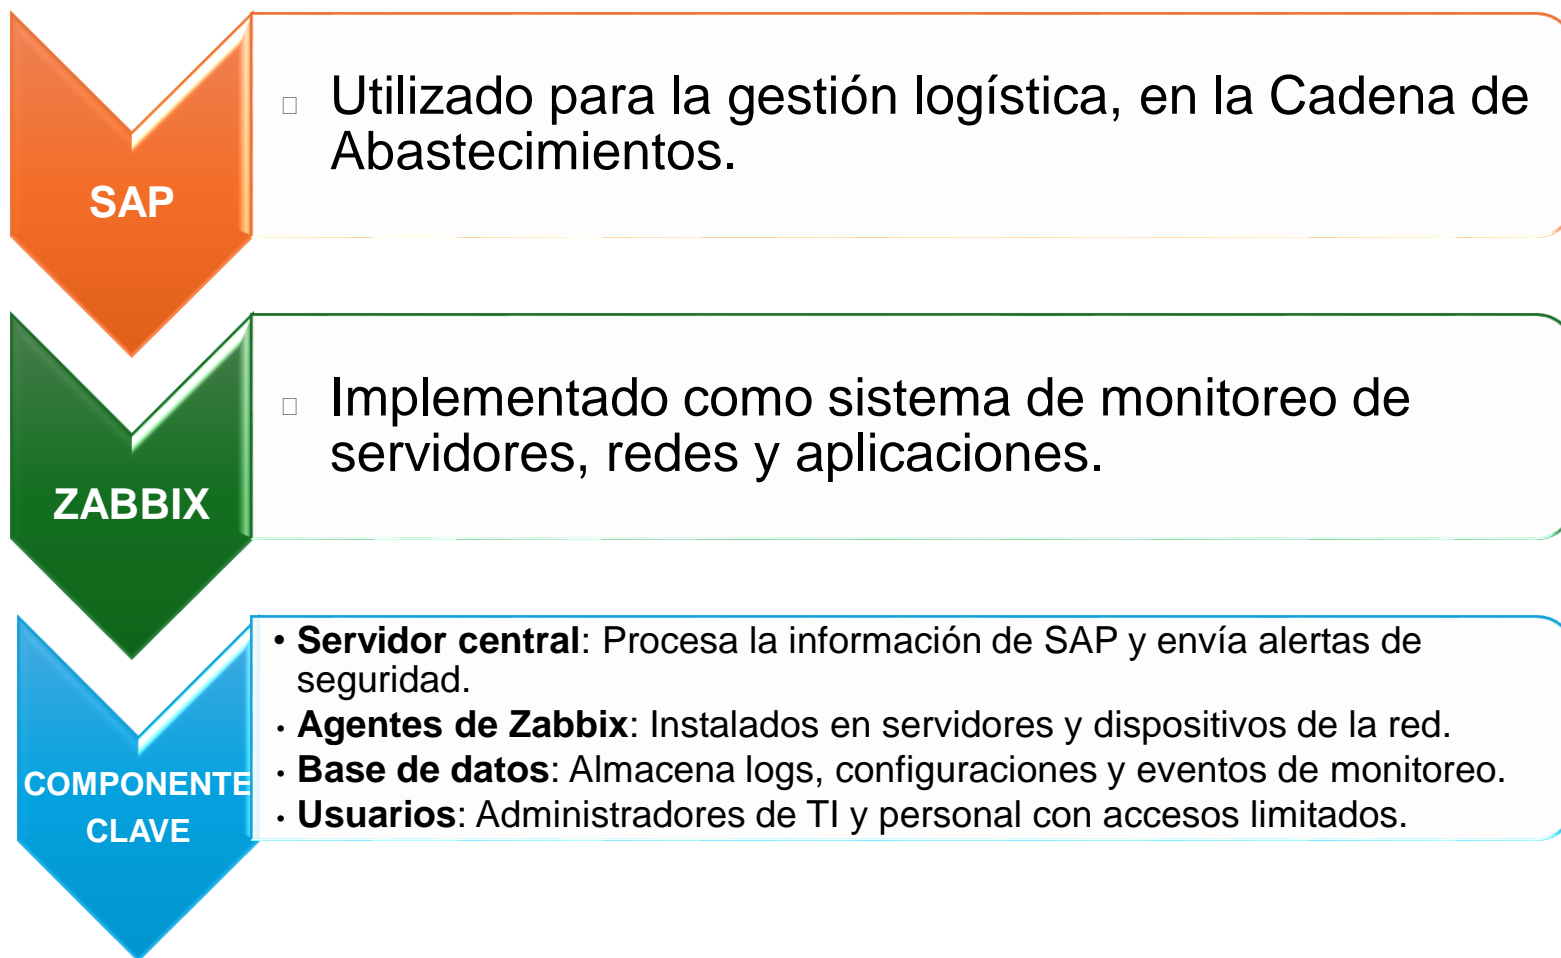 SAP
Utilizado para la gestión logística, en la Cadena de
Abastecimientos.
ZABBIX
Implementado como sistema de monitoreo de
servidores, redes y aplicaciones.
COMPONENTE
CLAVE
• Servidor central: Procesa la información de SAP y envía alertas de
seguridad.
• Agentes de Zabbix: Instalados en servidores y dispositivos de la red.
• Base de datos: Almacena logs, configuraciones y eventos de monitoreo.
• Usuarios: Administradores de TI y personal con accesos limitados.